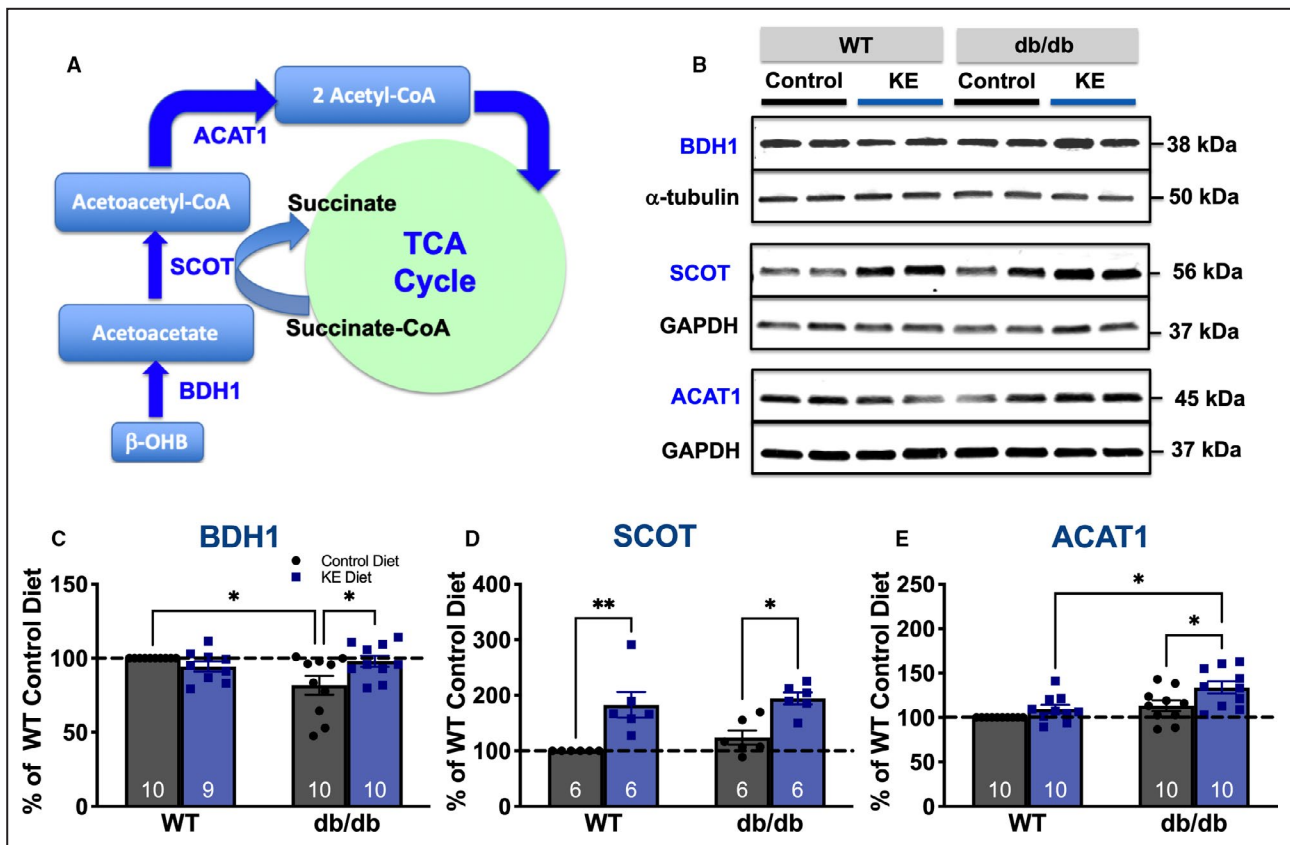 A
2 Acetyl-CoA
ACAT1
Acetoacetyl-CoA
Succinate
SCOT
TCA
Cycle
Succinate-CoA
Acetoacetate
BDH1
β-OHB
B
WT db/db
Control KE Control KE
BDH1 38 kDa
α-tubulin 50 kDa
SCOT 56 kDa
GAPDH 37 kDa
ACAT1 45 kDa
GAPDH 37 kDa
C BDH1
Control Diet
KE Diet
% of WT Control Diet
150
100
50
0
* *
10 9 10 10
WT db/db
D SCOT
% of WT Control Diet
400
300
200
100
0
** *
6 6 6 6
WT db/db
E ACAT1
% of WT Control Diet
250
200
150
100
50
0
*
*
10 10 10 10
WT db/db